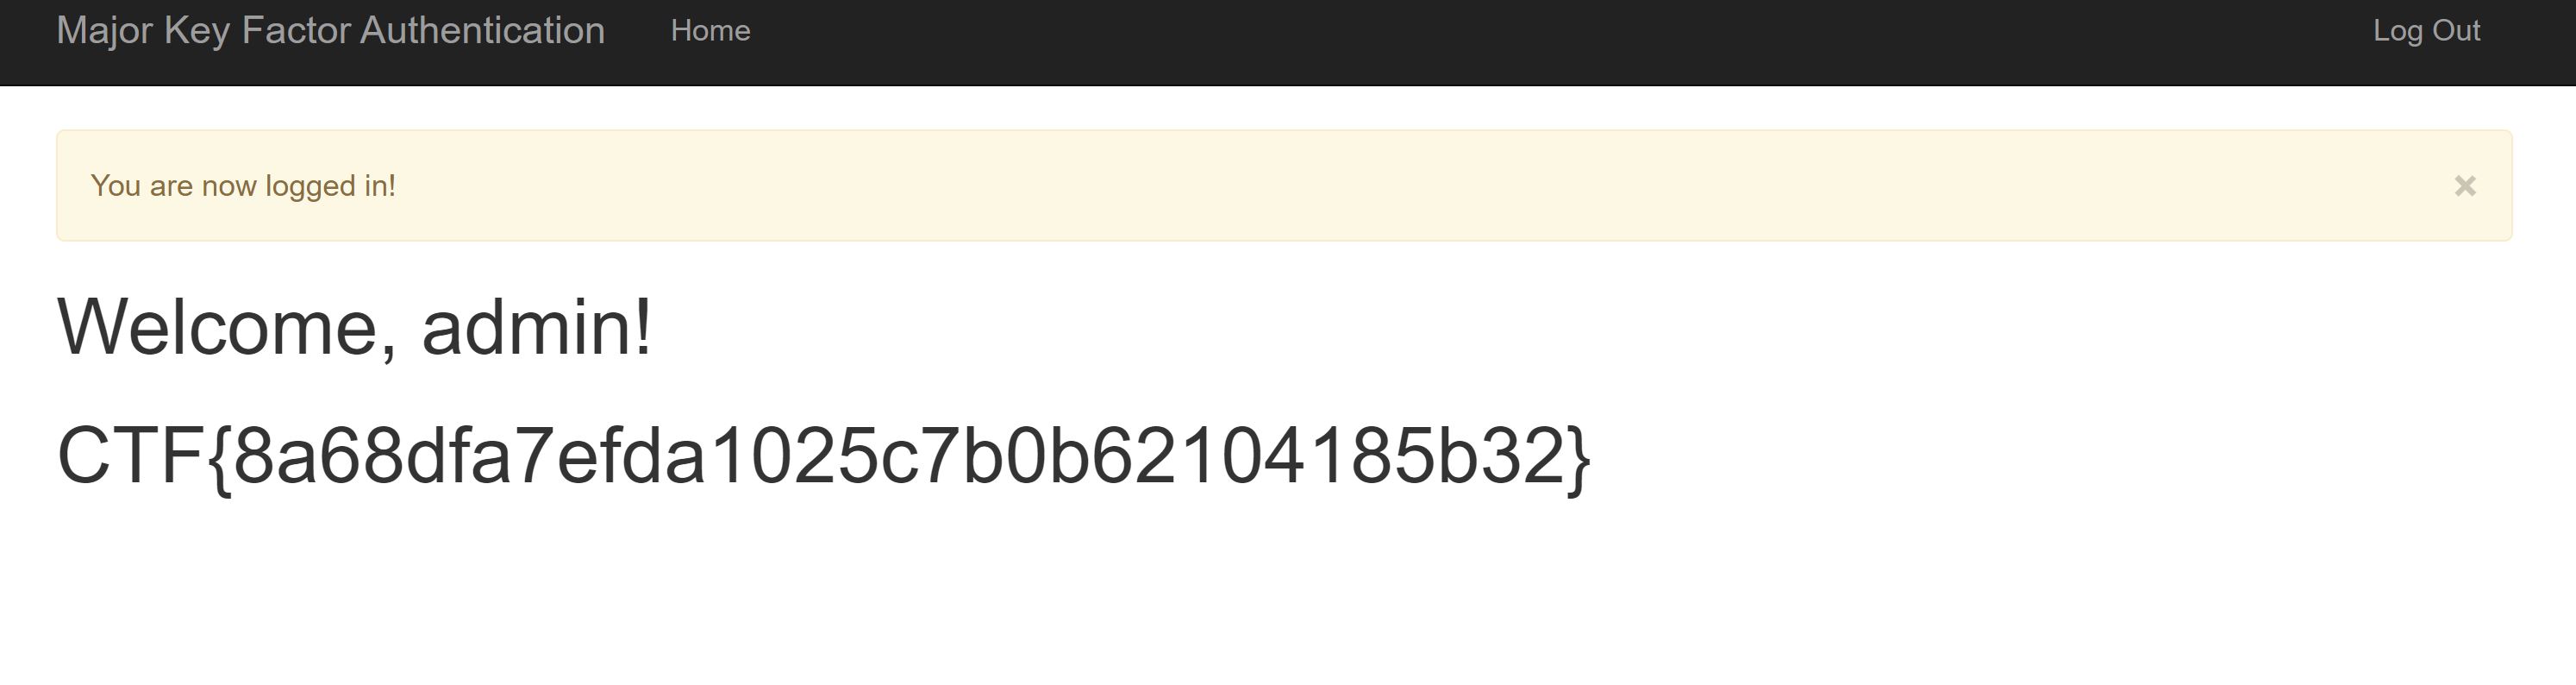 Major Key Factor Authentication Home Log Out
You are now logged in! ×
Welcome, admin!
CTF{8a68dfa7efda1025c7b0b62104185b32}